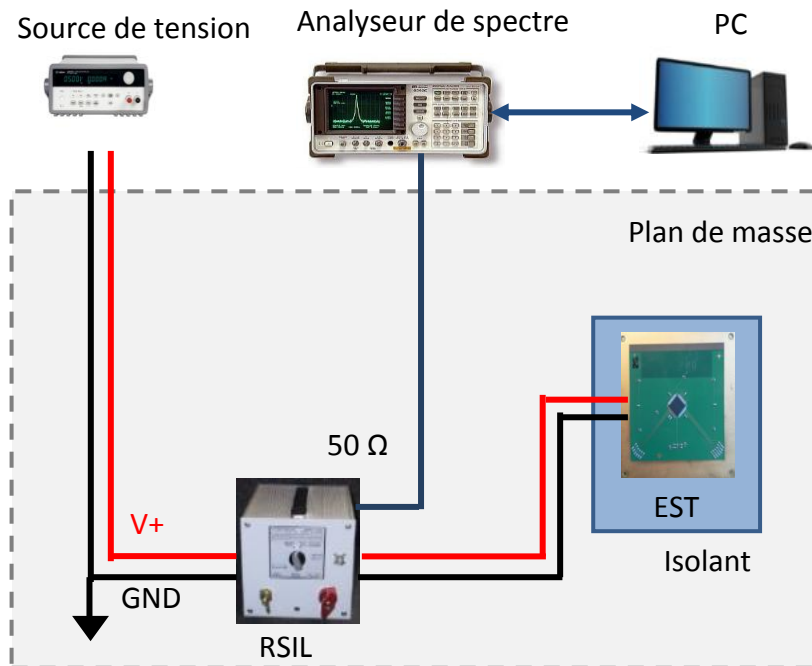 Source de tension
Analyseur de spectre
PC
Plan de masse
50 Ω
EST
V+
Isolant
GND
RSIL